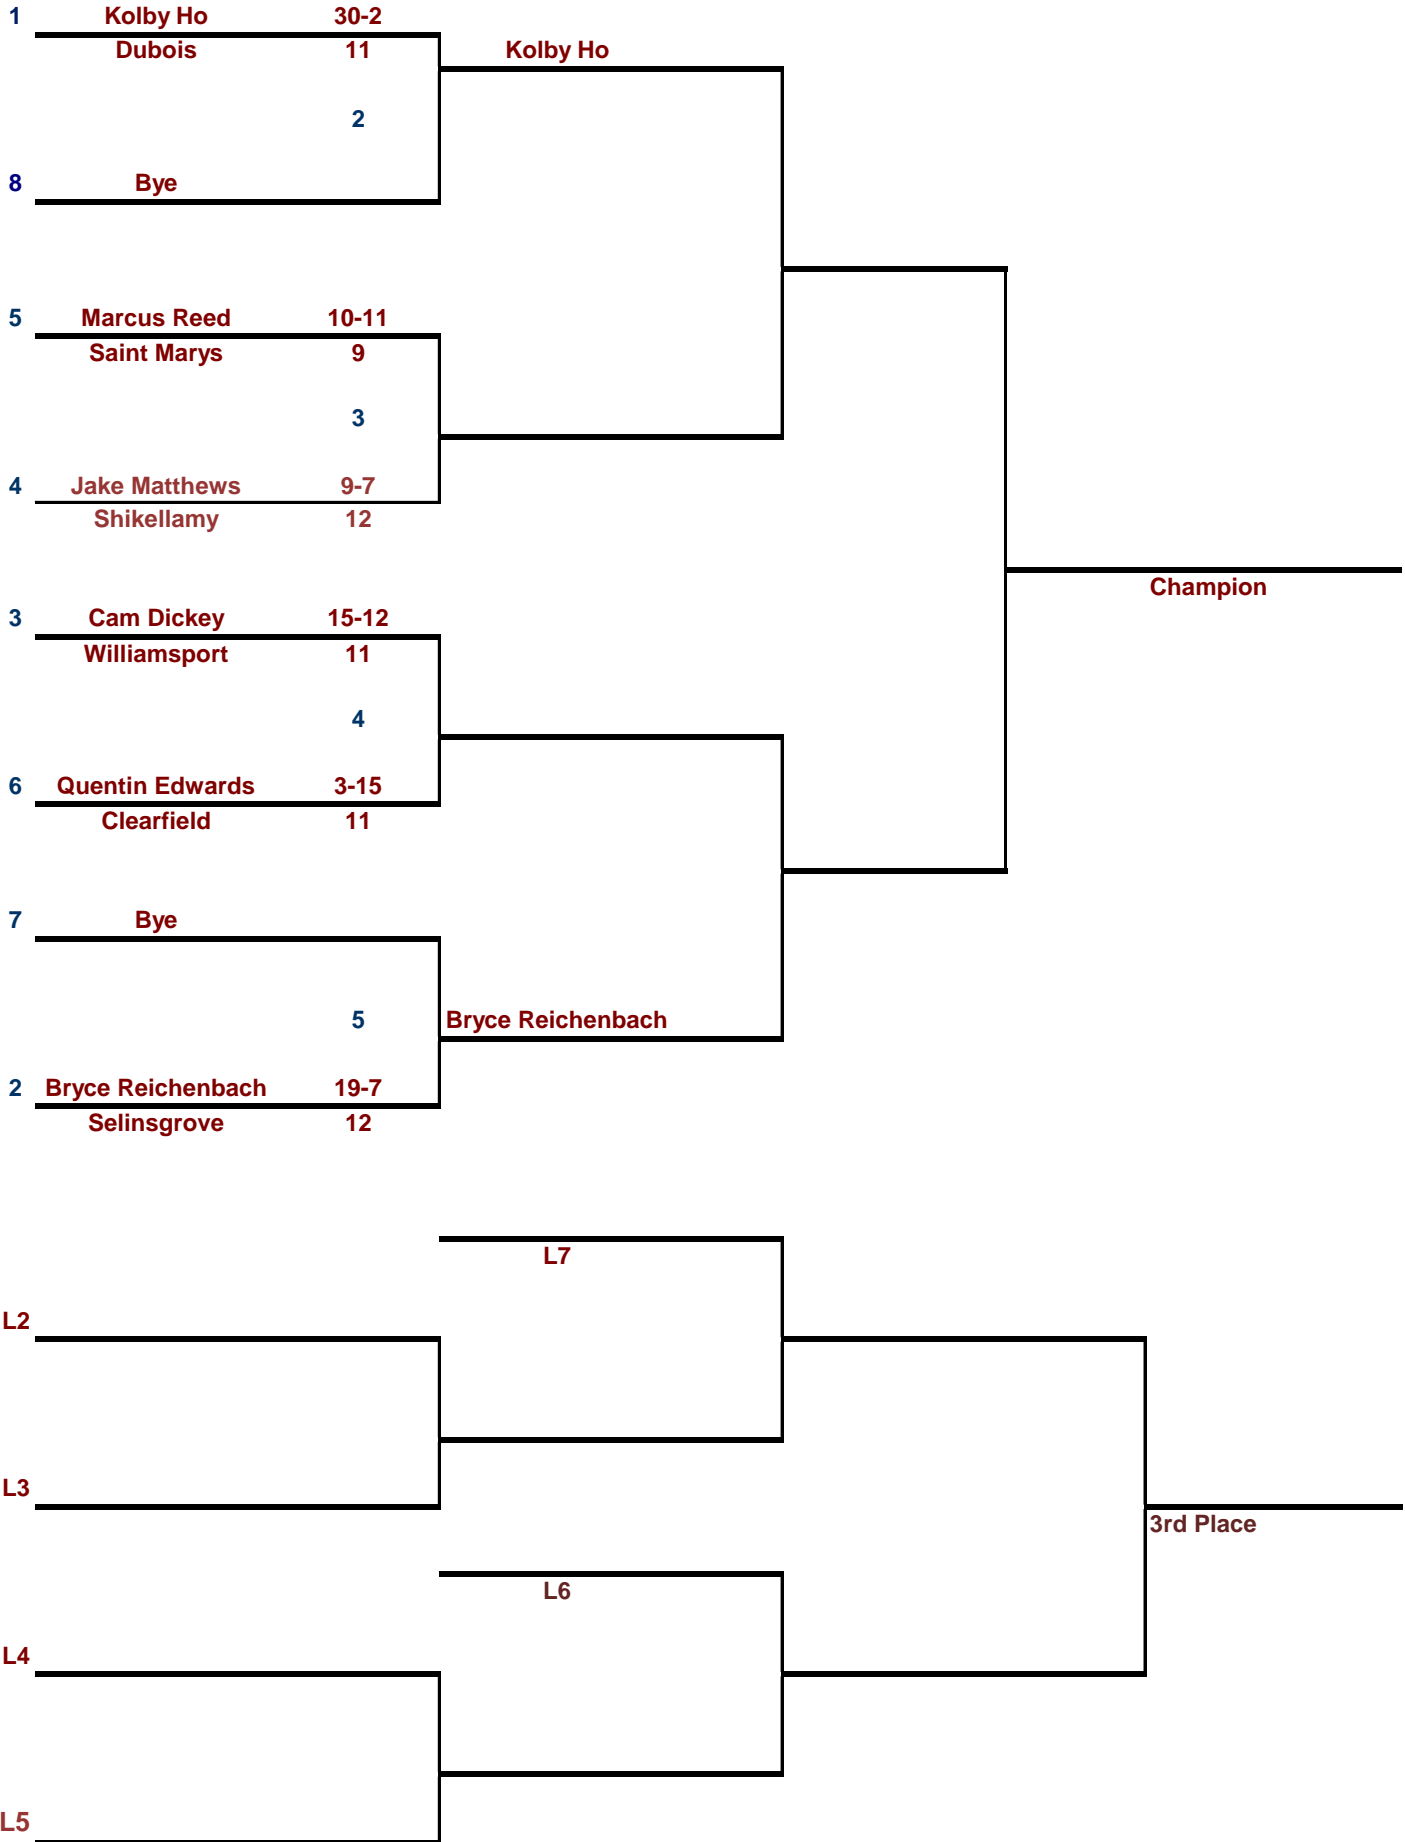 1 Kolby Ho 30-2
Dubois 11 Kolby Ho
2
8 Bye
5 Marcus Reed 10-11
Saint Marys 9
3
4 Jake Matthews 9-7
Shikellamy 12
Champion
3 Cam Dickey 15-12
Williamsport 11
4
6 Quentin Edwards 3-15
Clearfield 11
7 Bye
5 Bryce Reichenbach
2 Bryce Reichenbach 19-7
Selinsgrove 12
L7
L2
L3
3rd Place
L6
L4
L5